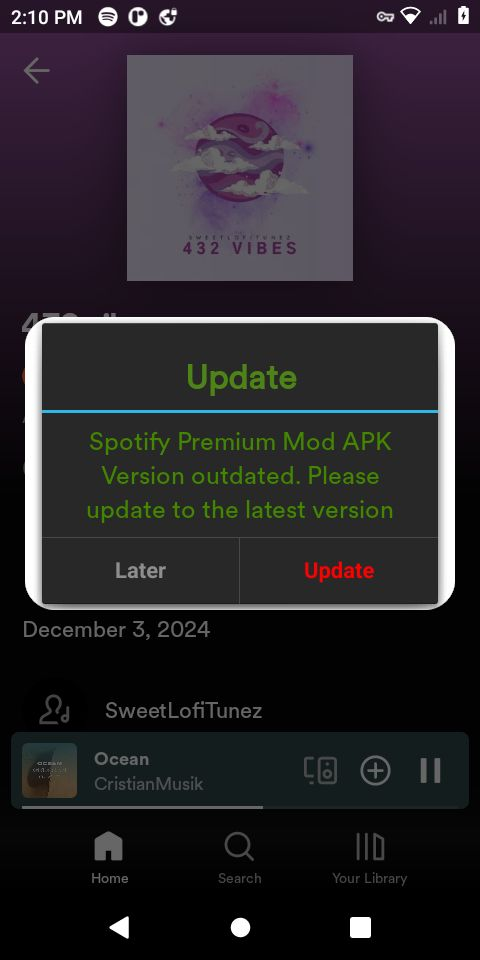 2:10 PM
SWEETLOFITUNEZ
432 VIBES
Update
Spotify Premium Mod APK
Version outdated. Please
update to the latest version
Later
Update
December 3, 2024
SweetLofiTunez
Ocean
CristianMusik
Home
Search
Your Library